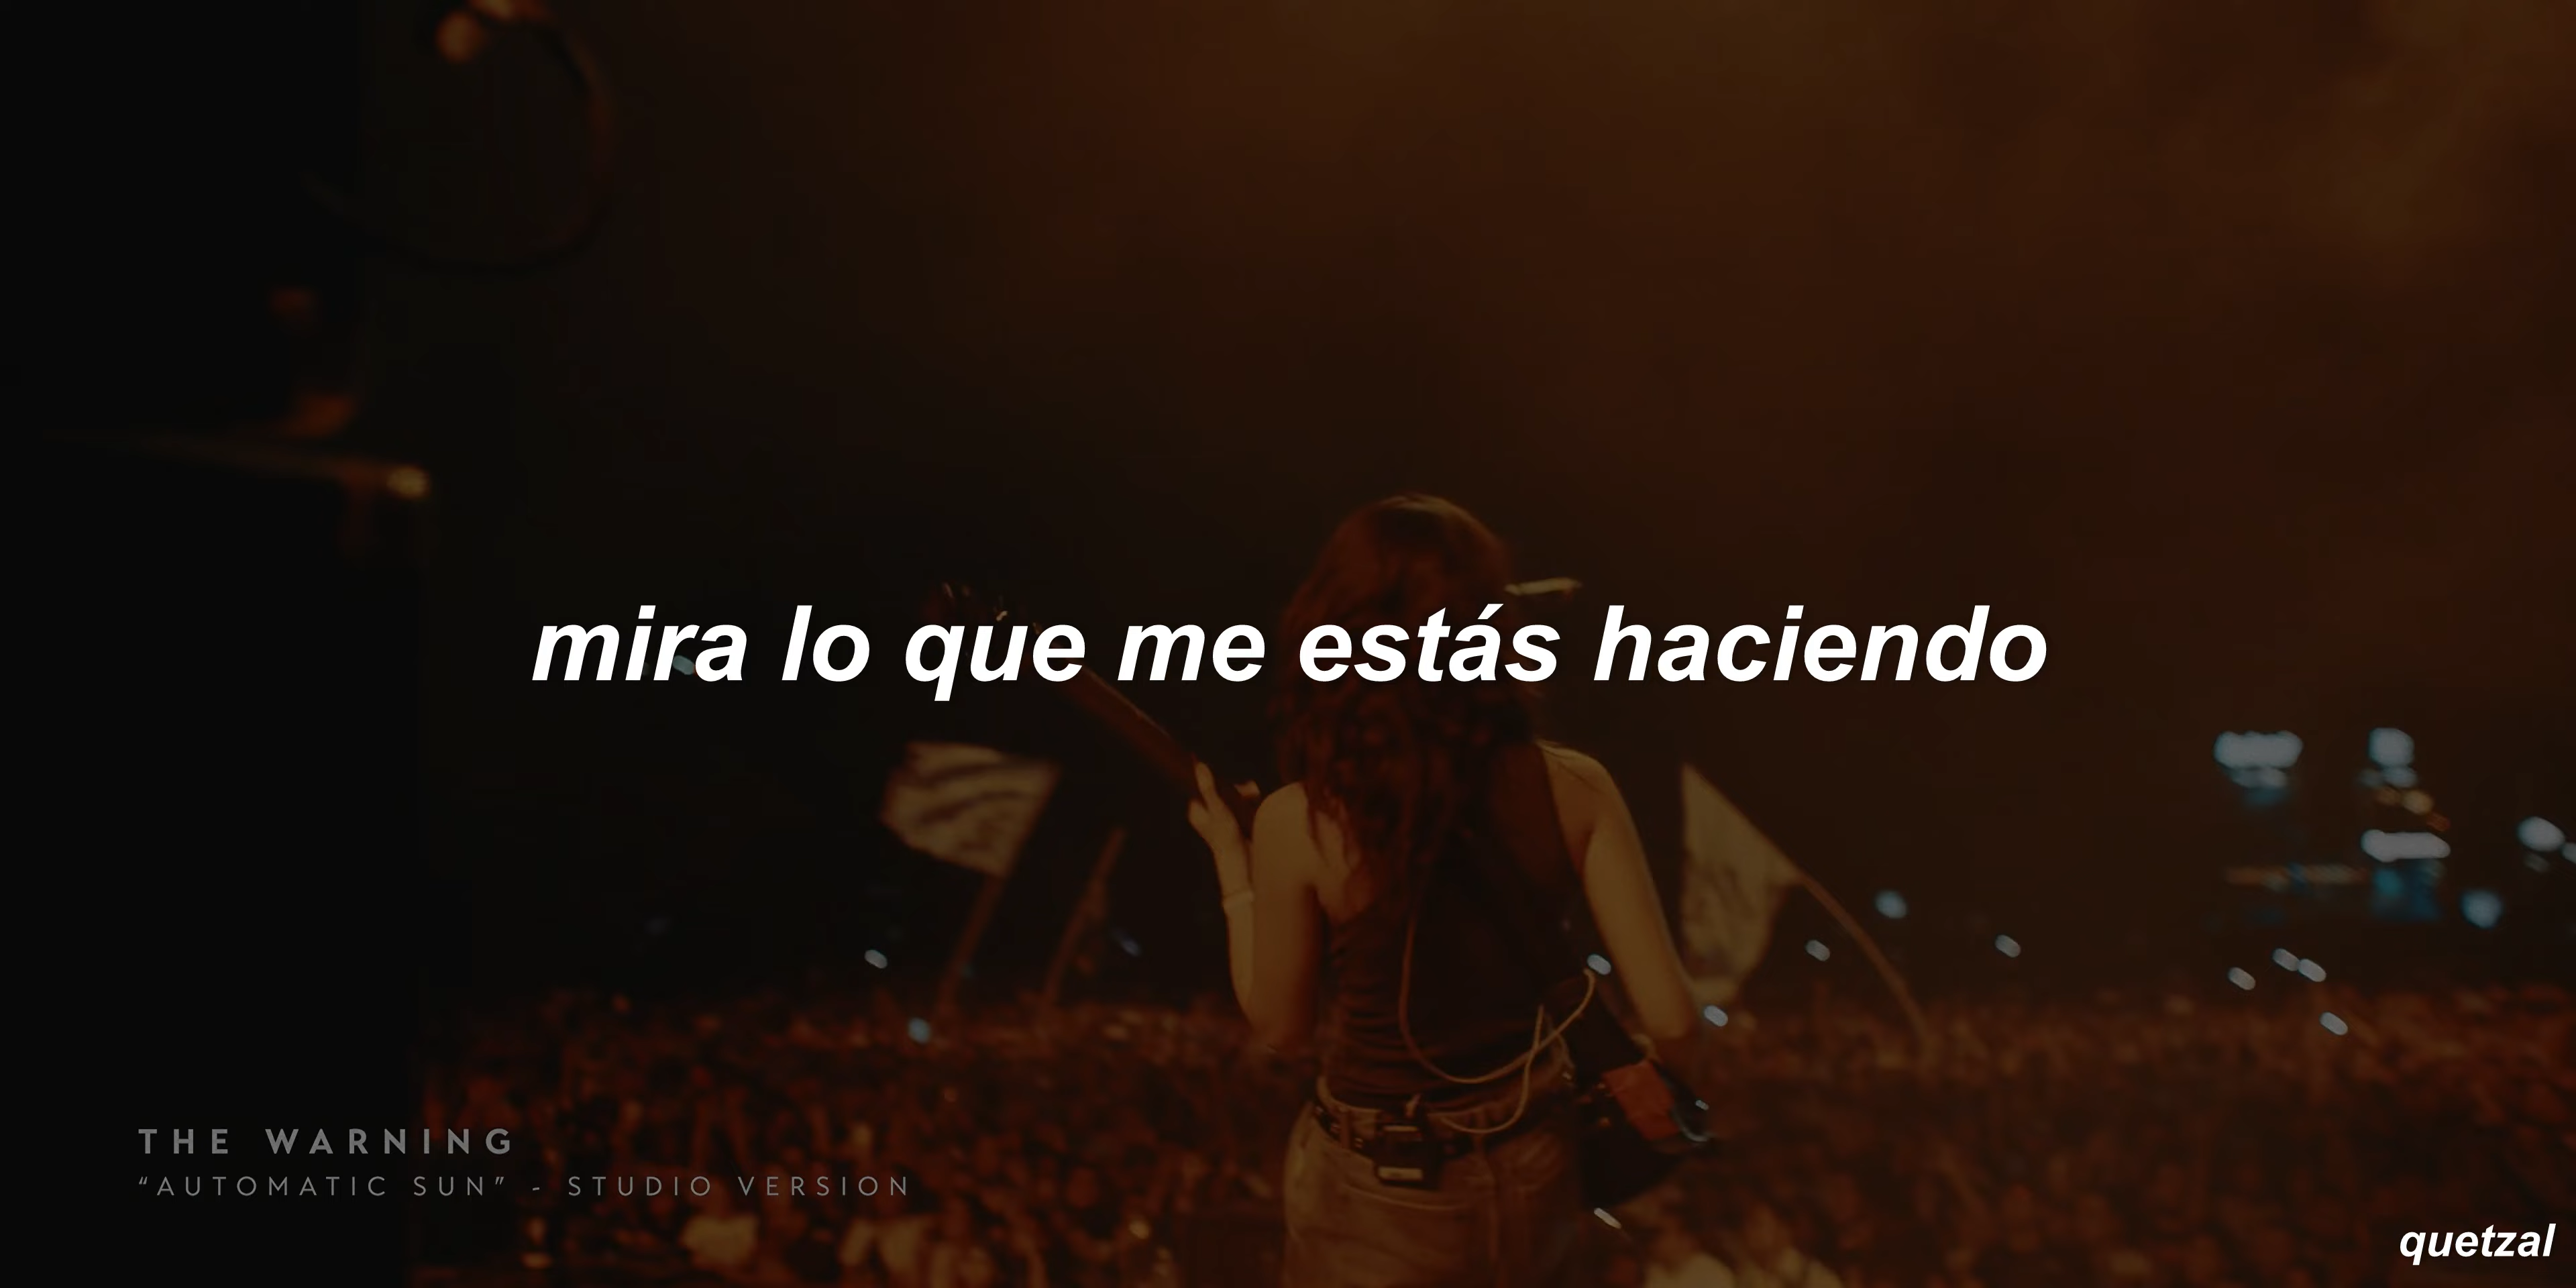 mira lo que me estás haciendo
THE WARNING
“AUTOMATIC SUN” - STUDIO VERSION
quetzal